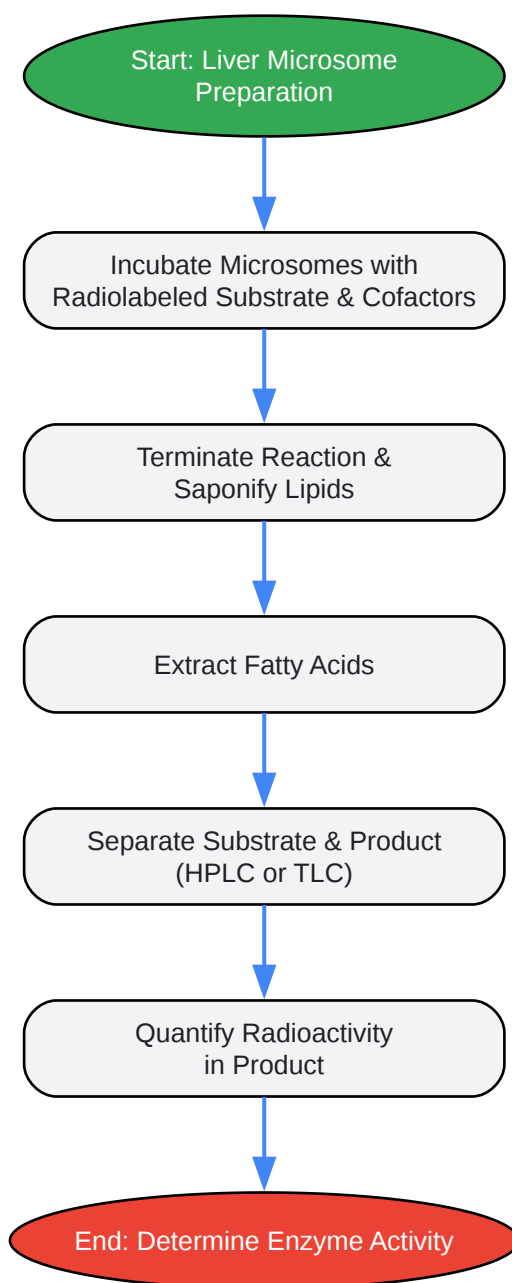 Start: Liver Microsome
Preparation
Incubate Microsomes with
Radiolabeled Substrate & Cofactors
Terminate Reaction &
Saponify Lipids
Extract Fatty Acids
Separate Substrate & Product
(HPLC or TLC)
Quantify Radioactivity
in Product
End: Determine Enzyme Activity